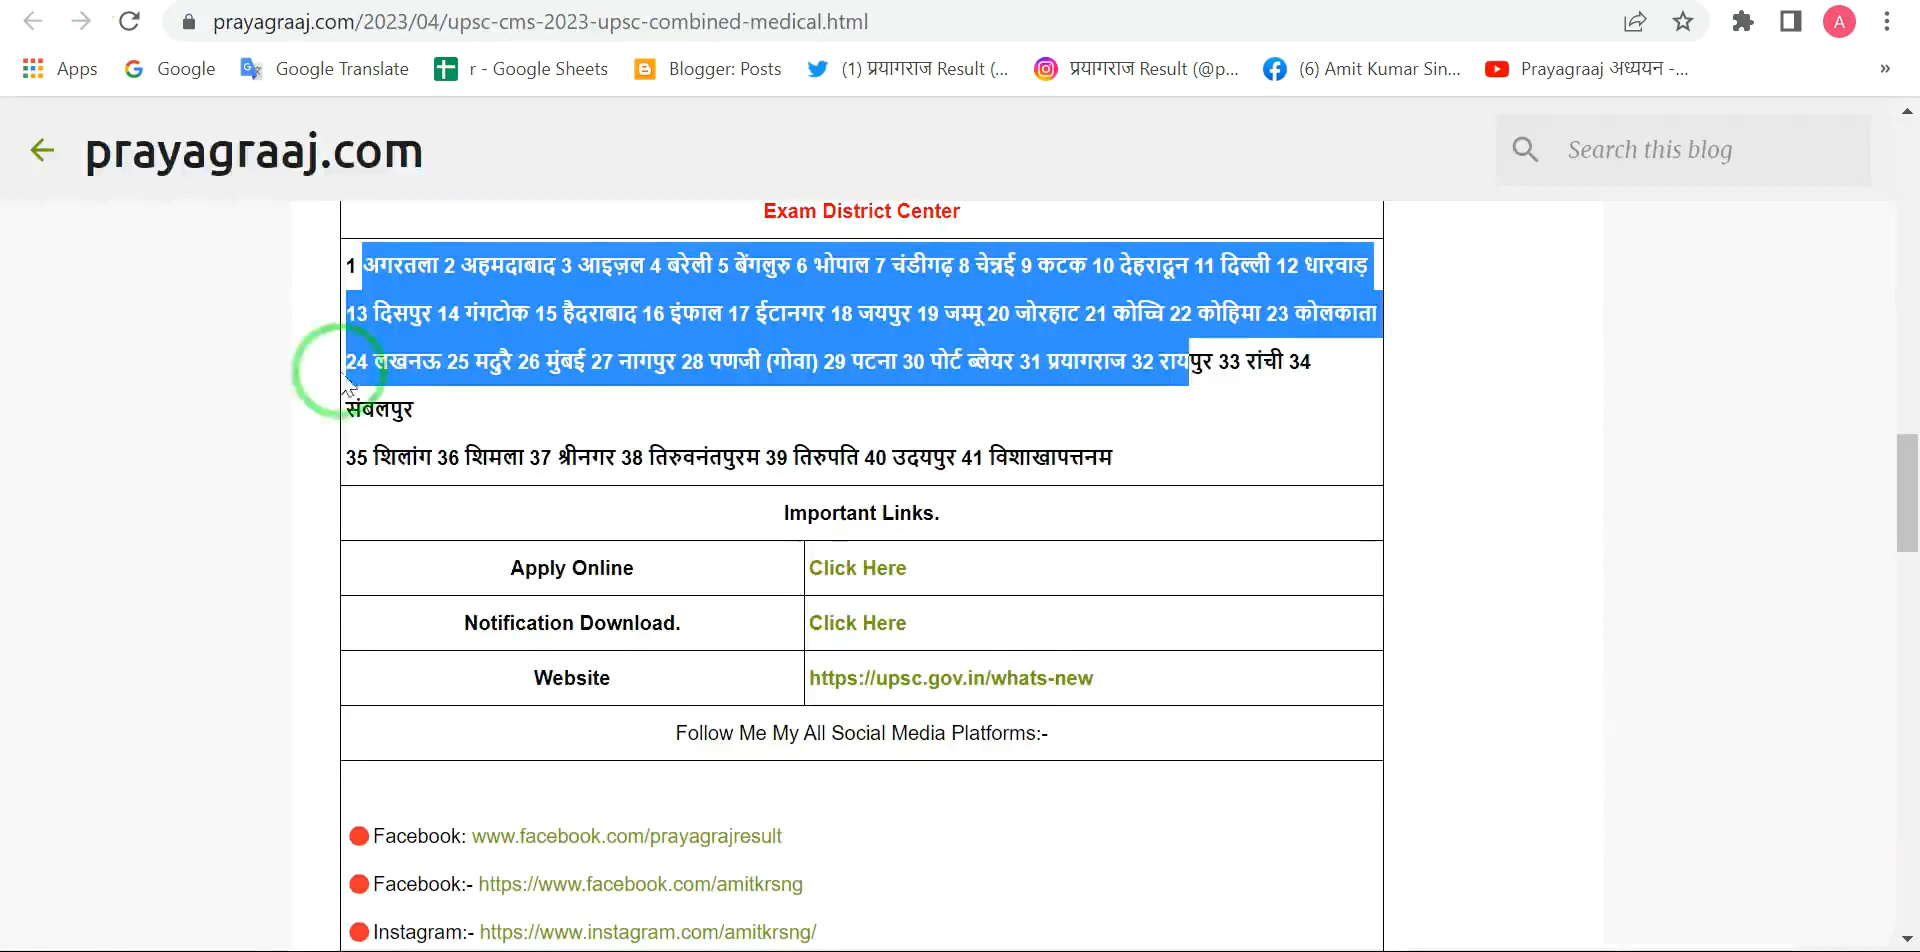 prayagraaj.com/2023/04/upsc-cms-2023-upsc-combined-medical.html
A
Apps Google Google Translate r - Google Sheets Blogger: Posts (1) प्रयागराज Result (... प्रयागराज Result (@p... (6) Amit Kumar Sin... Prayagraaj अध्ययन -... »
prayagraaj.com
Search this blog
Exam District Center
1 अगरतला 2 अहमदाबाद 3 आइज़ल 4 बरेली 5 बेंगलुरु 6 भोपाल 7 चंडीगढ़ 8 चेन्नई 9 कटक 10 देहरादून 11 दिल्ली 12 धारवाड़
13 दिसपुर 14 गंगटोक 15 हैदराबाद 16 इंफाल 17 ईटानगर 18 जयपुर 19 जम्मू 20 जोरहाट 21 कोच्चि 22 कोहिमा 23 कोलकाता
24 लखनऊ 25 मदुरै 26 मुंबई 27 नागपुर 28 पणजी (गोवा) 29 पटना 30 पोर्ट ब्लेयर 31 प्रयागराज 32 रायपुर 33 रांची 34
संबलपुर
35 शिलांग 36 शिमला 37 श्रीनगर 38 तिरुवनंतपुरम 39 तिरुपति 40 उदयपुर 41 विशाखापत्तनम
Important Links.
Apply Online Click Here
Notification Download. Click Here
Website https://upsc.gov.in/whats-new
Follow Me My All Social Media Platforms:-
Facebook: www.facebook.com/prayagrajresult
Facebook:- https://www.facebook.com/amitkrsng
Instagram:- https://www.instagram.com/amitkrsng/